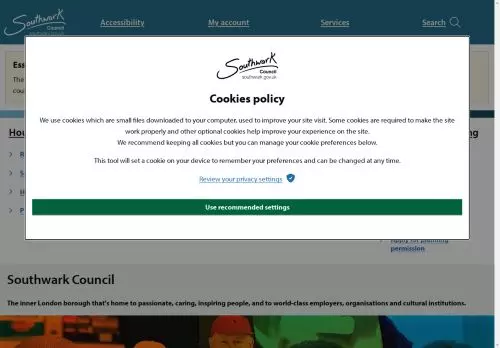 Southwark
Council
southwark.gov.uk
Accessibility
My account
Services
Search
Ess
The
cou
Southwark
Council
southwark.gov.uk
Cookies policy
We use cookies which are small files downloaded to your computer, used to improve your site visit. Some cookies are required to make the site
work properly and other optional cookies help improve your experience on the site.
We recommend keeping all cookies but you can manage your cookie preferences below.
This tool will set a cookie on your device to remember your preferences and can be changed at any time.
Review your privacy settings
Use recommended settings
Hou
ng
R
S
H
P
Apply for planning
permission
Southwark Council
The inner London borough that's home to passionate, caring, inspiring people, and to world-class employers, organisations and cultural institutions.